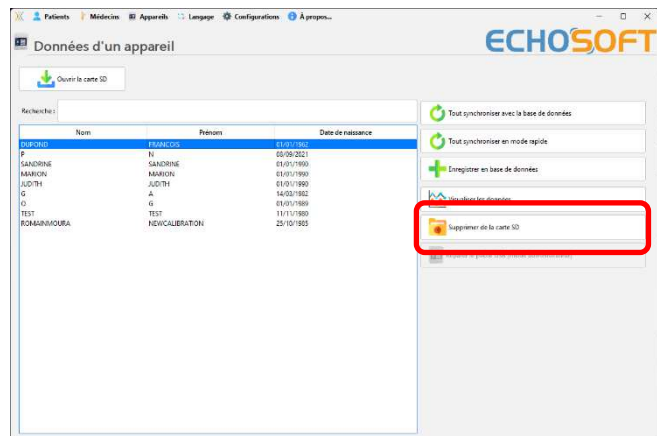 Patients Médecins Appareils Langage Configurations À propos...
Données d'un appareil
ECHOSOFT
Ouvrir la carte SD
Recherche :
Nom Prénom Date de naissance
DUPOND FRANCOIS 01/01/1962
P N 08/09/2021
SANDRINE SANDRINE 01/01/1990
MARION MARION 01/01/1990
JUDITH JUDITH 01/01/1990
G A 14/03/1982
O G 01/01/1989
TEST TEST 11/11/1980
ROMAINMOURA NEWCALIBRATION 25/10/1985
Tout synchroniser avec la base de données
Tout synchroniser en mode rapide
Enregistrer en base de données
Visualiser les données
Supprimer de la carte SD